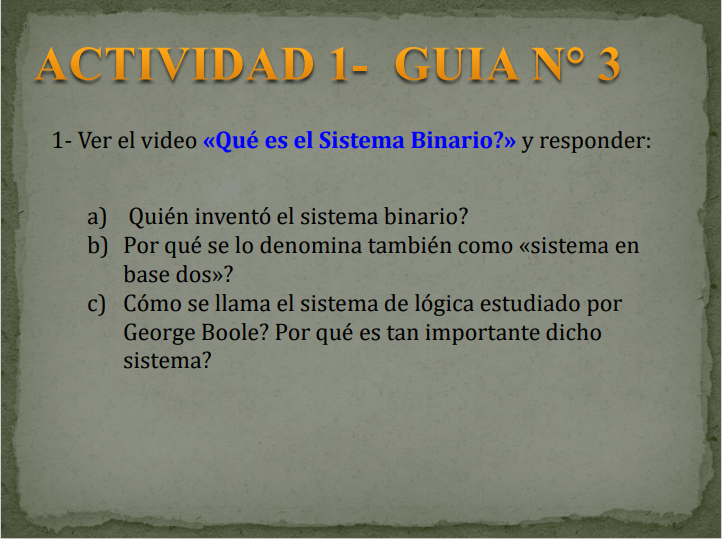 ACTIVIDAD 1- GUIA N° 3
1- Ver el video «Qué es el Sistema Binario?» y responder:
a) Quién inventó el sistema binario?
b) Por qué se lo denomina también como «sistema en
base dos»?
c) Cómo se llama el sistema de lógica estudiado por
George Boole? Por qué es tan importante dicho
sistema?